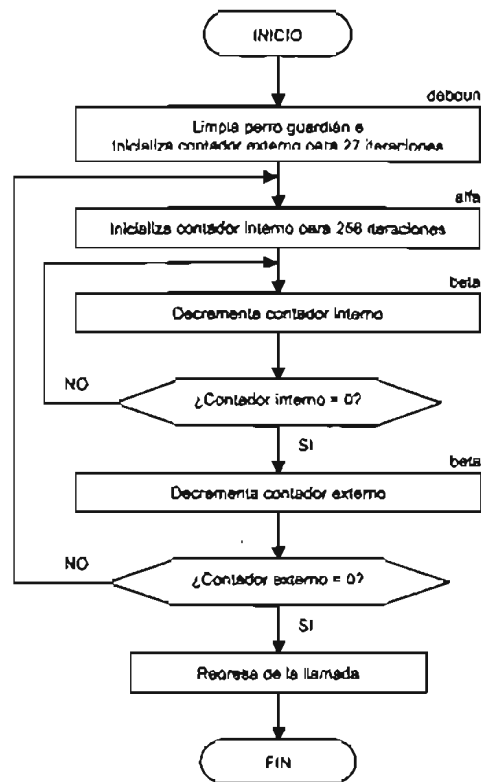 INICIO
deboun
Limpia perro guardián e
Inicializa contador externo para 27 iteraciones
alfa
Inicializa contador Interno para 256 iteraciones
beta
Decrementa contador Interno
NO
¿Contador interno = 0?
SI
beta
Decrementa contador externo
NO
¿Contador externo = 0?
SI
Regresa de la llamada
FIN